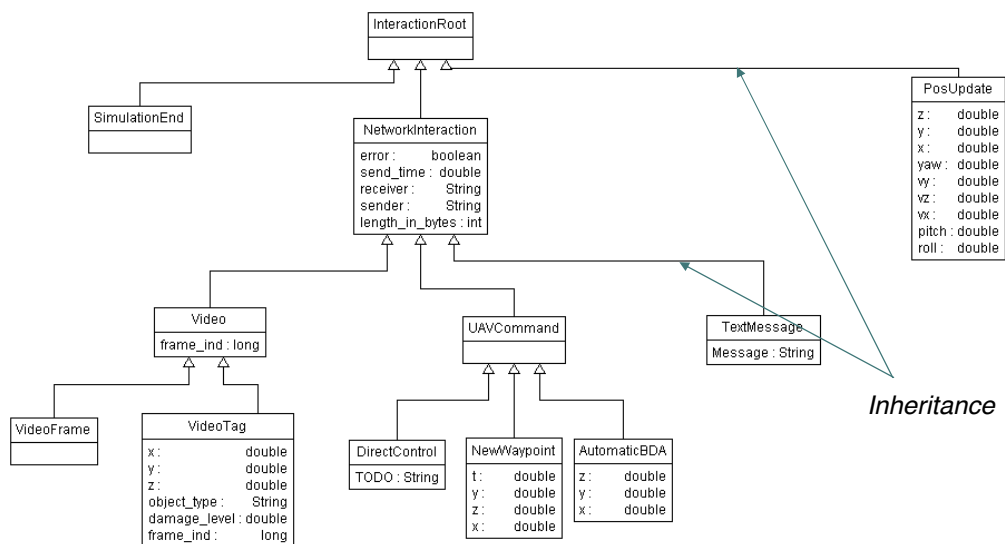 InteractionRoot
SimulationEnd
NetworkInteraction
error : boolean
send_time : double
receiver : String
sender : String
length_in_bytes : int
PosUpdate
z : double
y : double
x : double
yaw : double
vy : double
vz : double
vx : double
pitch : double
roll : double
Video
frame_ind : long
UAVCommand
TextMessage
Message : String
Inheritance
VideoFrame
VideoTag
x : double
y : double
z : double
object_type : String
damage_level : double
frame_ind : long
DirectControl
TODO : String
NewWaypoint
t : double
y : double
z : double
x : double
AutomaticBDA
z : double
y : double
x : double